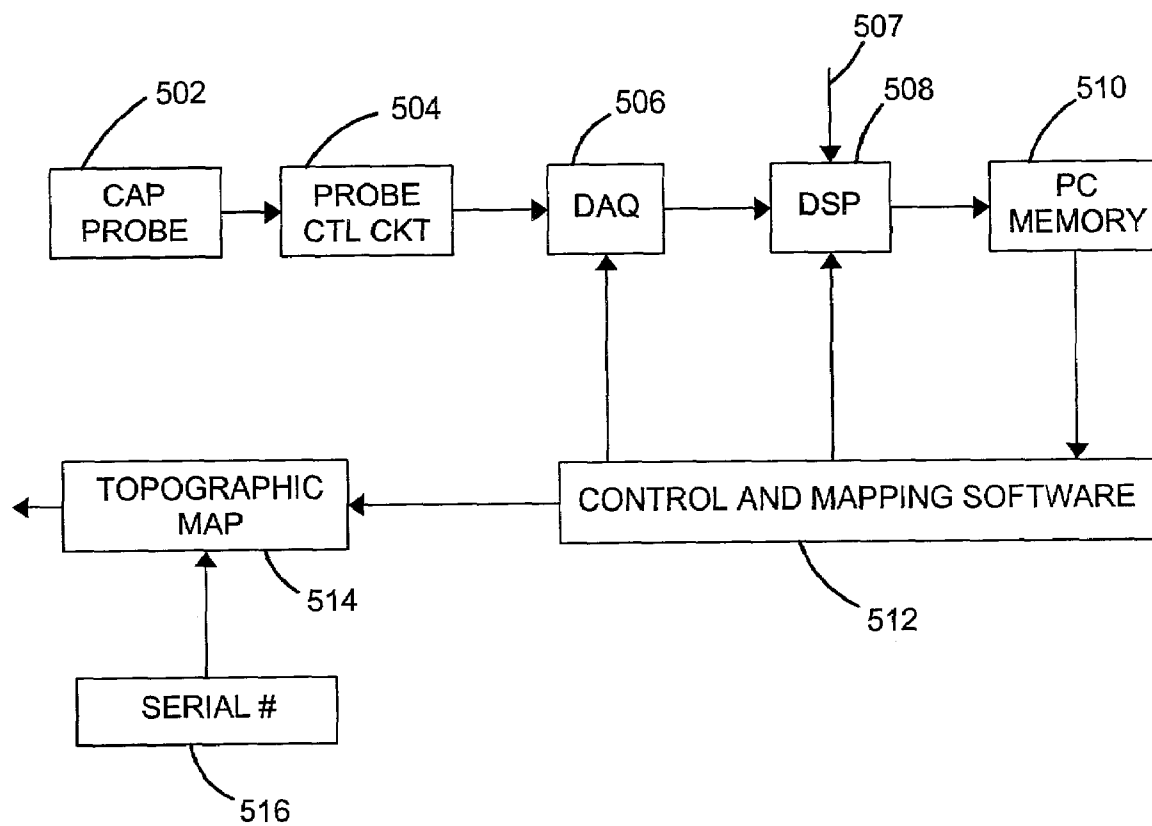 507
502
504
506
508
510
CAP
PROBE
PROBE
CTL CKT
DAQ
DSP
PC
MEMORY
TOPOGRAPHIC
MAP
CONTROL AND MAPPING SOFTWARE
514
512
SERIAL #
516